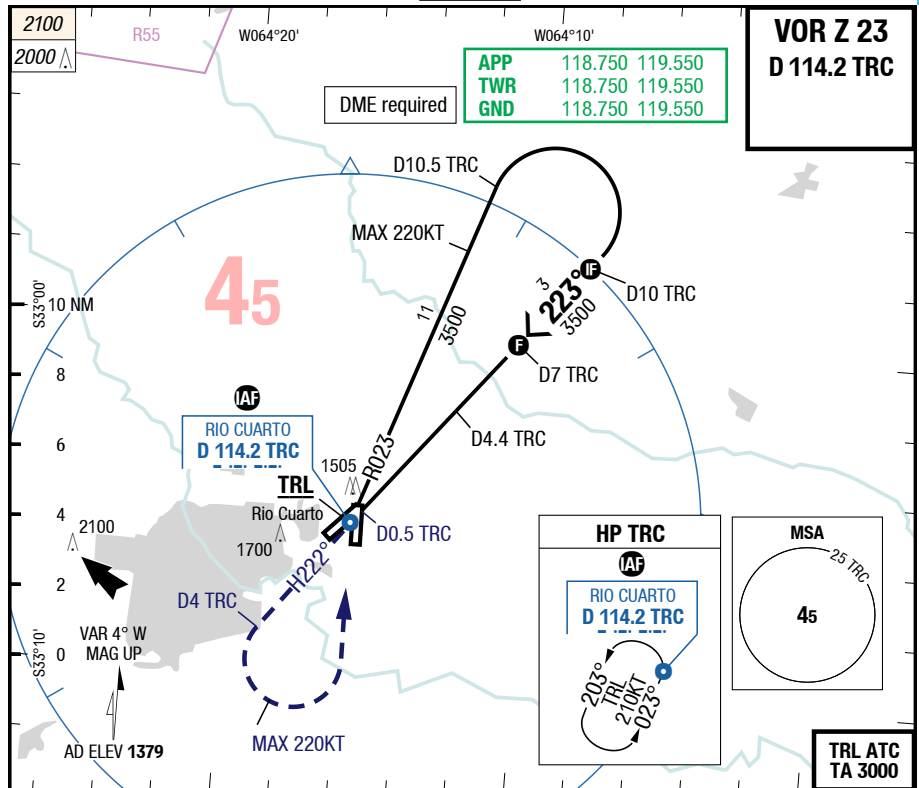 2100
2000
R55
W064°20'
W064°10'
VOR Z 23
D 114.2 TRC
APP 118.750 119.550
TWR 118.750 119.550
GND 118.750 119.550
DME required
D10.5 TRC
MAX 220KT
45
S33°00'
10 NM
11
3500
IF
D10 TRC
3
223°
3500
F
D7 TRC
8
IAF
RIO CUARTO
D 114.2 TRC
D4.4 TRC
6
R023
1505
TRL
Rio Cuarto
4
2100
1700
D0.5 TRC
H222°
2
D4 TRC
VAR 4° W
MAG UP
0
S33°10'
AD ELEV 1379
MAX 220KT
HP TRC
IAF
RIO CUARTO
D 114.2 TRC
203°
TRL
210KT
023°
MSA
25 TRC
45
TRL ATC
TA 3000